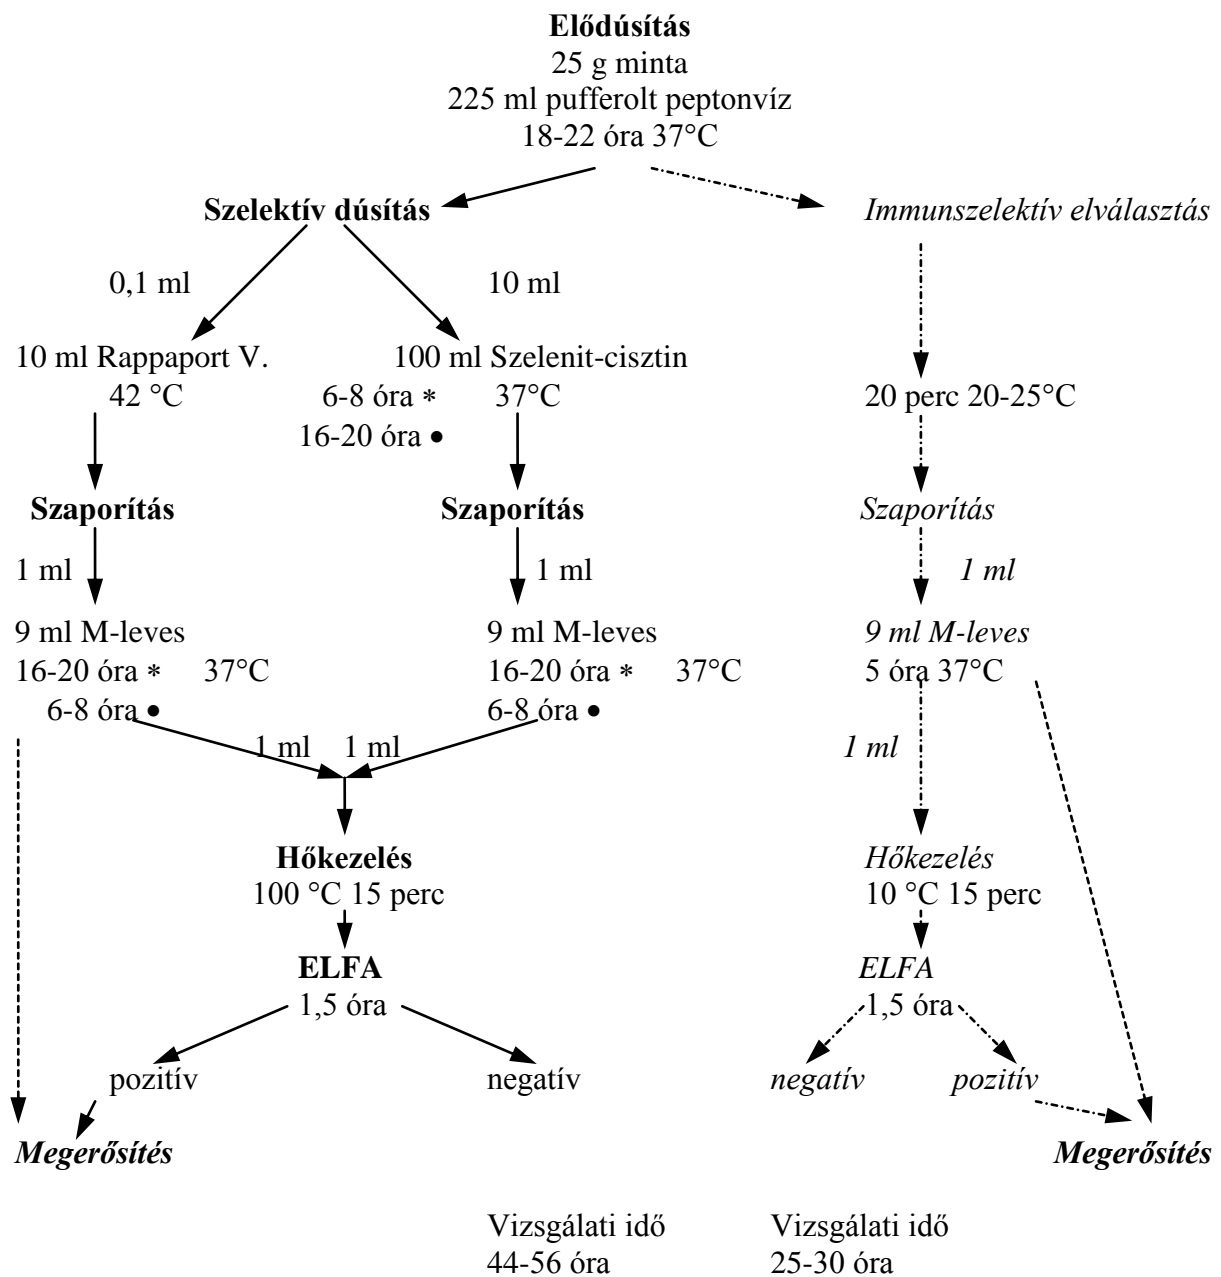 Elődúsítás
25 g minta
225 ml pufferolt peptonvíz
18-22 óra 37°C
Szelektív dúsítás
Immunszelektív elválasztás
0,1 ml
10 ml
10 ml Rappaport V.
100 ml Szelenit-cisztin
42 °C
6-8 óra *
37°C
20 perc 20-25°C
16-20 óra •
Szaporítás
Szaporítás
Szaporítás
1 ml
1 ml
1 ml
9 ml M-leves
9 ml M-leves
9 ml M-leves
16-20 óra * 37°C
16-20 óra * 37°C
5 óra 37°C
6-8 óra •
6-8 óra •
1 ml
1 ml
1 ml
Hőkezelés
Hőkezelés
100 °C 15 perc
10 °C 15 perc
ELFA
ELFA
1,5 óra
1,5 óra
pozitív
negatív
negatív
pozitív
Megerősítés
Megerősítés
Vizsgálati idő
Vizsgálati idő
44-56 óra
25-30 óra